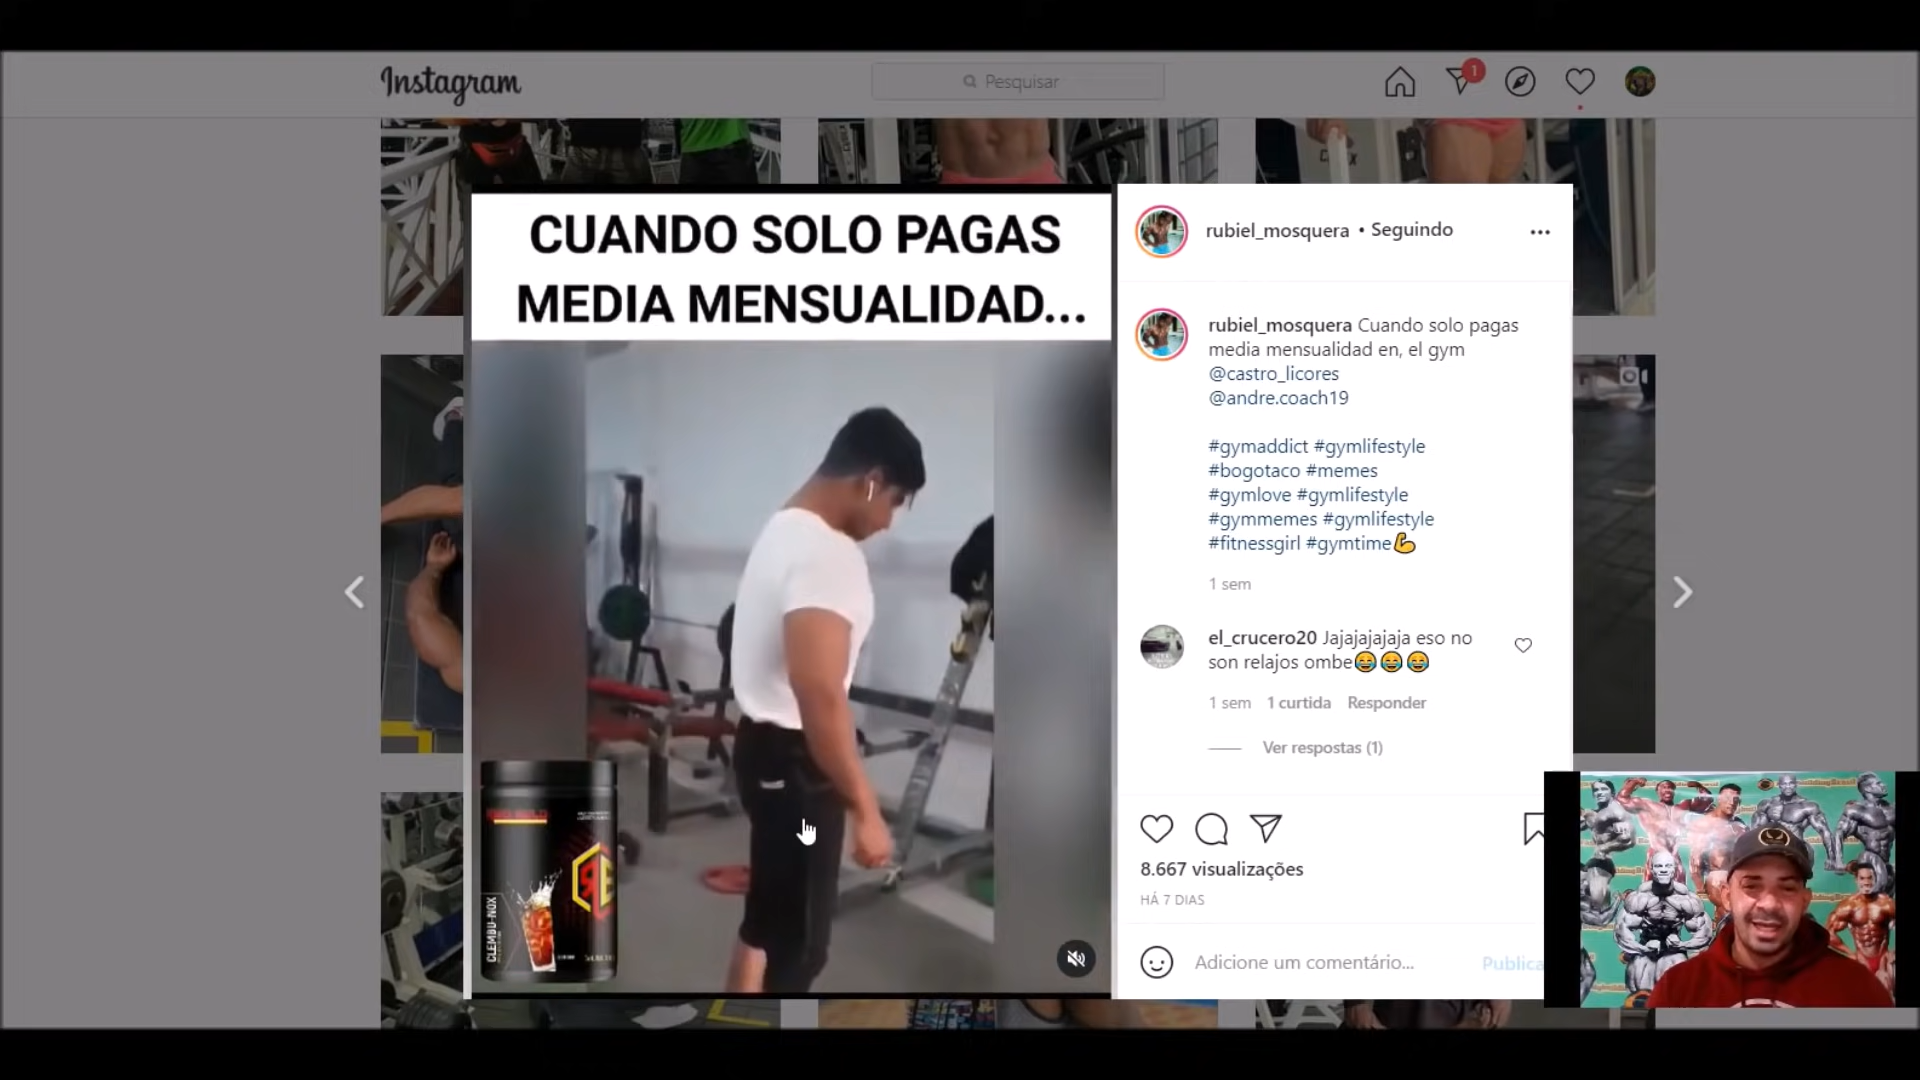 Instagram
Pesquisar
1
CUANDO SOLO PAGAS
MEDIA MENSUALIDAD...
CLEMBU-NOX
rubiel_mosquera • Seguindo
rubiel_mosquera Cuando solo pagas
media mensualidad en, el gym
@castro_licores
@andre.coach19
#gymaddict #gymlifestyle
#bogotaco #memes
#gymlove #gymlifestyle
#gymmemes #gymlifestyle
#fitnessgirl #gymtime💪
1 sem
el_crucero20 Jajajajajaja eso no
son relajos ombe😂😂😂
1 sem 1 curtida Responder
Ver respostas (1)
8.667 visualizações
HÁ 7 DIAS
Adicione um comentário... Publica